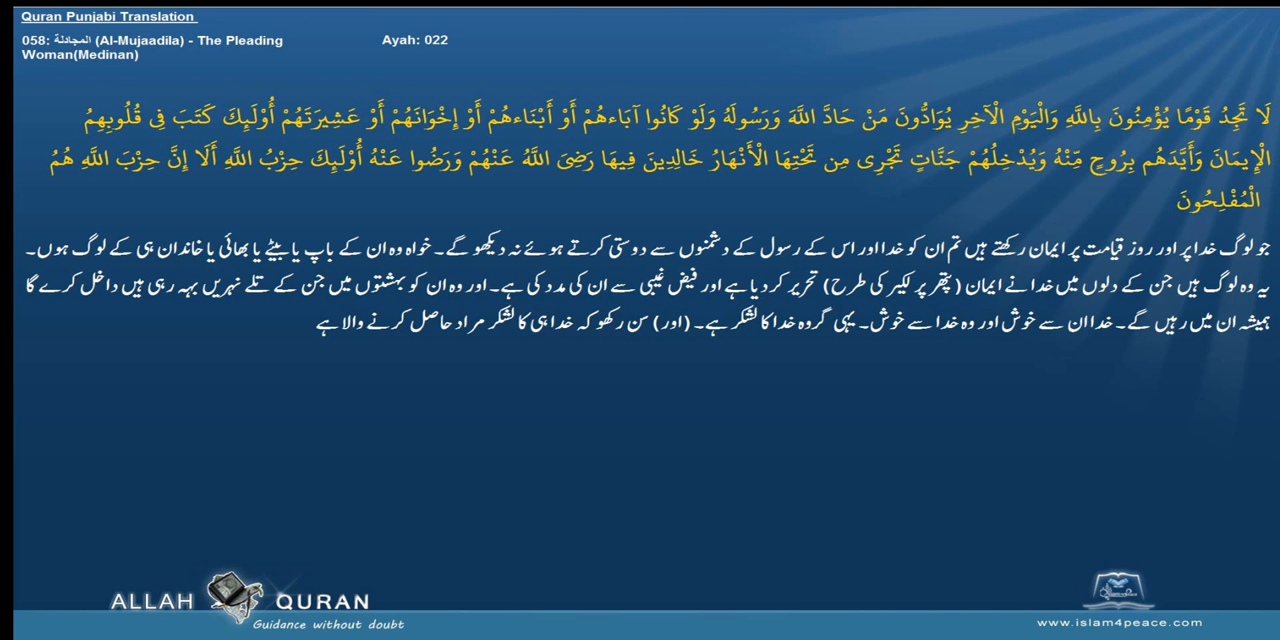 Quran Punjabi Translation
058: المجادلة (Al-Mujaadila) - The Pleading
Woman(Medinan)
Ayah: 022
لَا تَجِدُ قَوْمًا يُؤْمِنُونَ بِاللَّهِ وَالْيَوْمِ الْآخِرِ يُوَادُّونَ مَنْ حَادَّ اللَّهَ وَرَسُولَهُ وَلَوْ كَانُوا آبَاءهُمْ أَوْ أَبْنَاءهُمْ أَوْ إِخْوَانَهُمْ أَوْ عَشِيرَتَهُمْ أُوْلَئِكَ كَتَبَ فِي قُلُوبِهِمُ
الْإِيمَانَ وَأَيَّدَهُم بِرُوحٍ مِّنْهُ وَيُدْخِلُهُمْ جَنَّاتٍ تَجْرِي مِن تَحْتِهَا الْأَنْهَارُ خَالِدِينَ فِيهَا رَضِيَ اللَّهُ عَنْهُمْ وَرَضُوا عَنْهُ أُوْلَئِكَ حِزْبُ اللَّهِ أَلَا إِنَّ حِزْبَ اللَّهِ هُمُ
الْمُفْلِحُونَ
جو لوگ خدا پر اور روز قیامت پر ایمان رکھتے ہیں تم ان کو خدا اور اس کے رسول کے دشمنوں سے دوستی کرتے ہوئے نہ دیکھو گے۔ خواہ وہ ان کے باپ یا بیٹے یا بھائی یا خاندان ہی کے لوگ ہوں۔
یہ وہ لوگ ہیں جن کے دلوں میں خدا نے ایمان (پتھر پر لکیر کی طرح) تحریر کردیا ہے اور فیض غیبی سے ان کی مدد کی ہے۔ اور وہ ان کو بہشتوں میں جن کے تلے نہریں بہہ رہی ہیں داخل کرے گا
ہمیشہ ان میں رہیں گے۔ خدا ان سے خوش اور وہ خدا سے خوش۔ یہی گروہ خدا کا لشکر ہے۔ (اور) سن رکھو کہ خدا ہی کا لشکر مراد حاصل کرنے والا ہے
ALLAH QURAN
Guidance without doubt
www.islam4peace.com